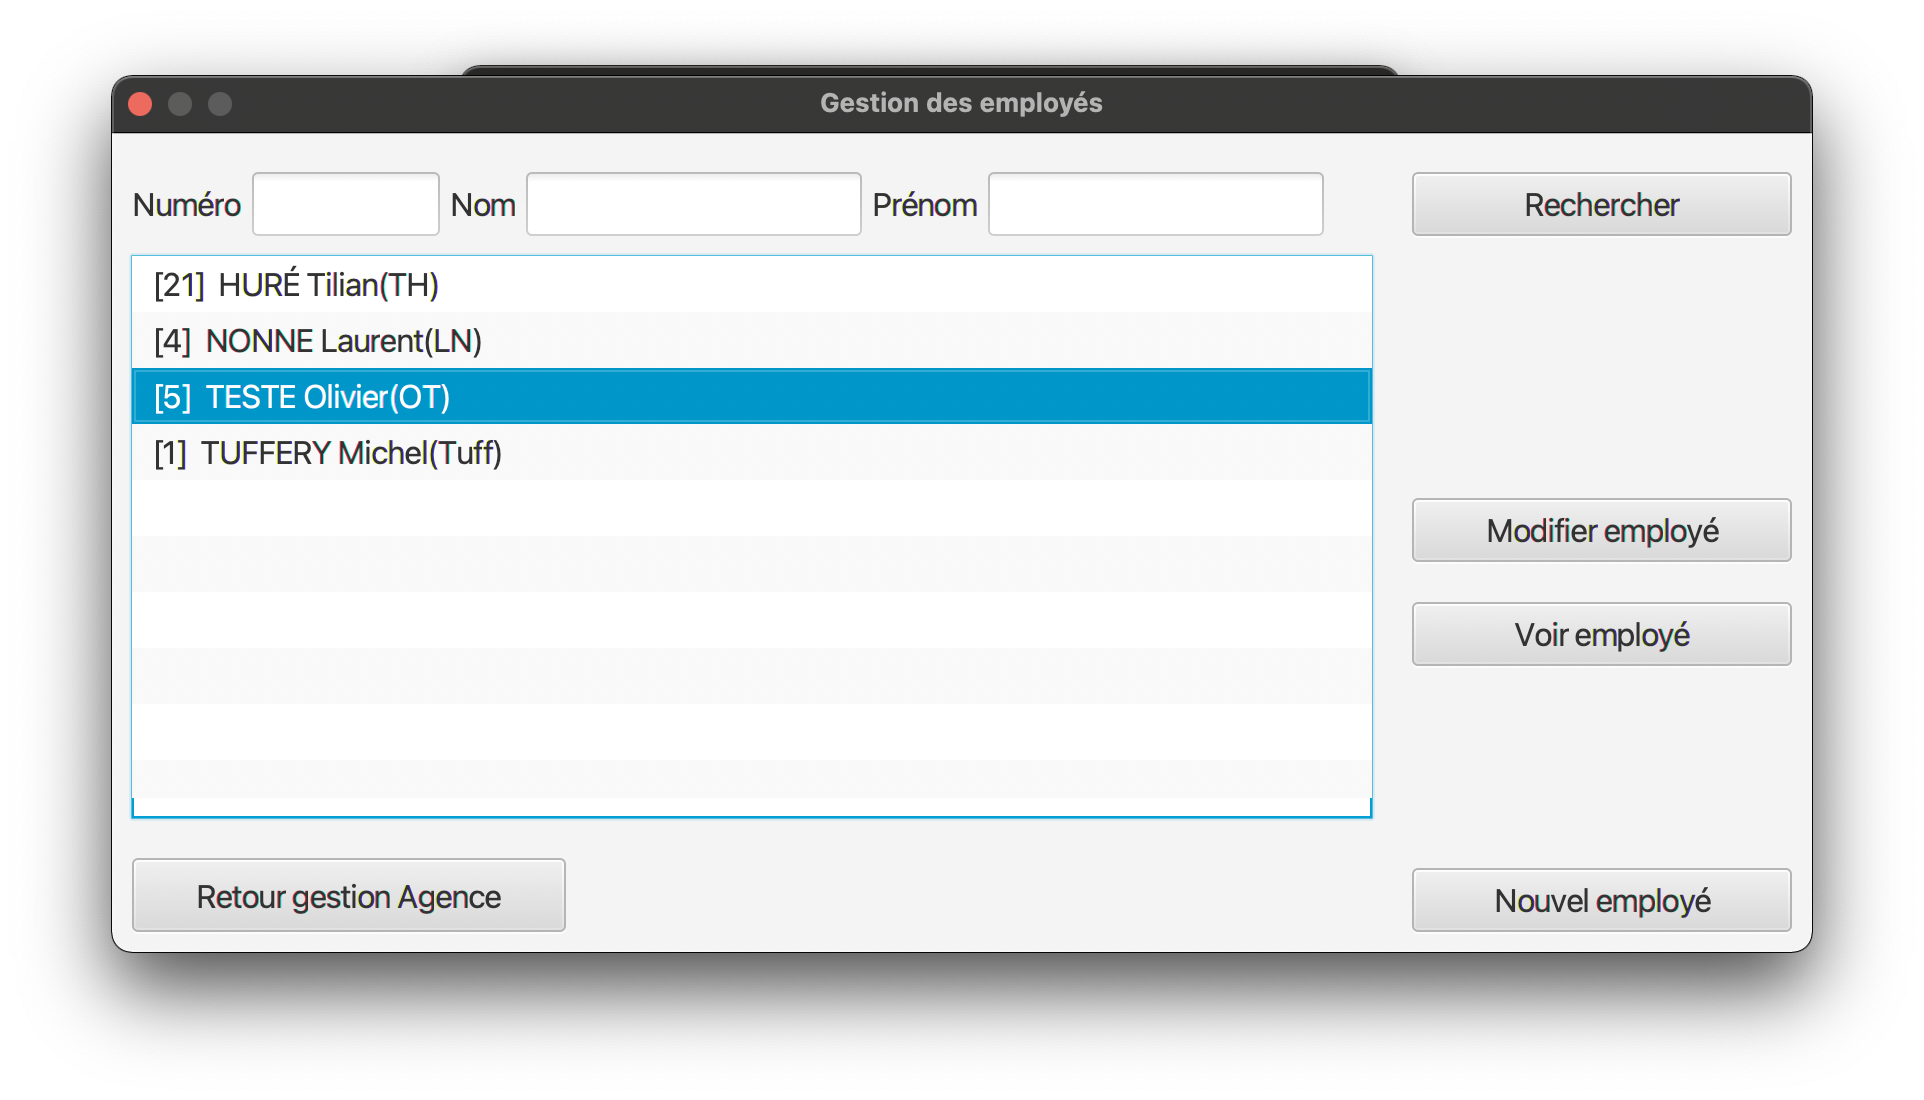 Gestion des employés
Numéro Nom Prénom Rechercher
[21] HURÉ Tilian(TH)
[4] NONNE Laurent(LN)
[5] TESTE Olivier(OT)
[1] TUFFERY Michel(Tuff)
Modifier employé
Voir employé
Retour gestion Agence
Nouvel employé